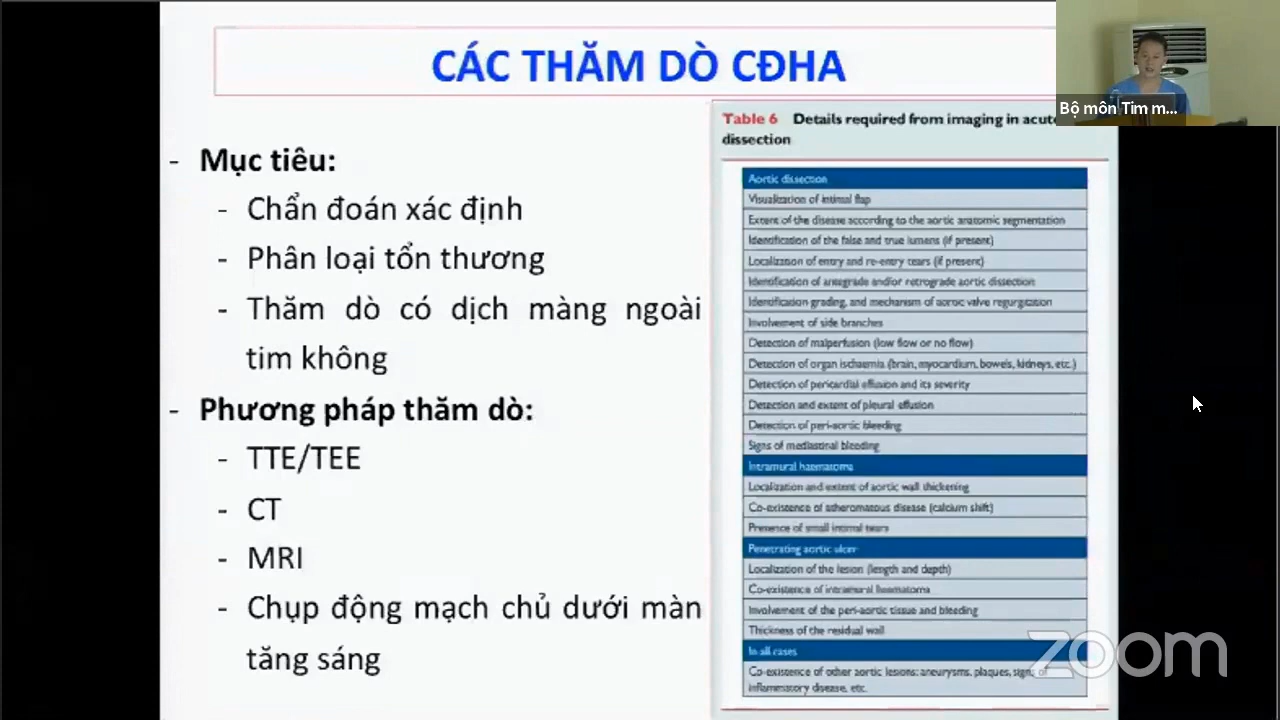 CÁC THĂM DÒ CĐHA
Bộ môn Tim m...
- Mục tiêu:
- Chẩn đoán xác định
- Phân loại tổn thương
- Thăm dò có dịch màng ngoài
tim không
- Phương pháp thăm dò:
- TTE/TEE
- CT
- MRI
- Chụp động mạch chủ dưới màn
tăng sáng
Table 6 Details required from imaging in acute
dissection
Aortic dissection
Visualization of intimal flap
Extent of the disease according to the aortic anatomic segmentation
Identification of the false and true lumens (if present)
Localization of entry and re-entry tears (if present)
Identification of antegrade and/or retrograde aortic dissection
Identification grading, and mechanism of aortic valve regurgitation
Involvement of side branches
Detection of malperfusion (low flow or no flow)
Detection of organ ischaemia (brain, myocardium, bowels, kidneys, etc.)
Detection of pericardial effusion and its severity
Detection and extent of pleural effusion
Detection of peri-aortic bleeding
Signs of mediastinal bleeding
Intramural haematoma
Localization and extent of aortic wall thickening
Co-existence of atheromatous disease (calcium shift)
Presence of small intimal tears
Penetrating aortic ulcer
Localization of the lesion (length and depth)
Co-existence of intramural haematoma
Involvement of the peri-aortic tissue and bleeding
Thickness of the residual wall
In all cases
Co-existence of other aortic lesions: aneurysms, plaques, signs of
inflammatory disease, etc.
zoom